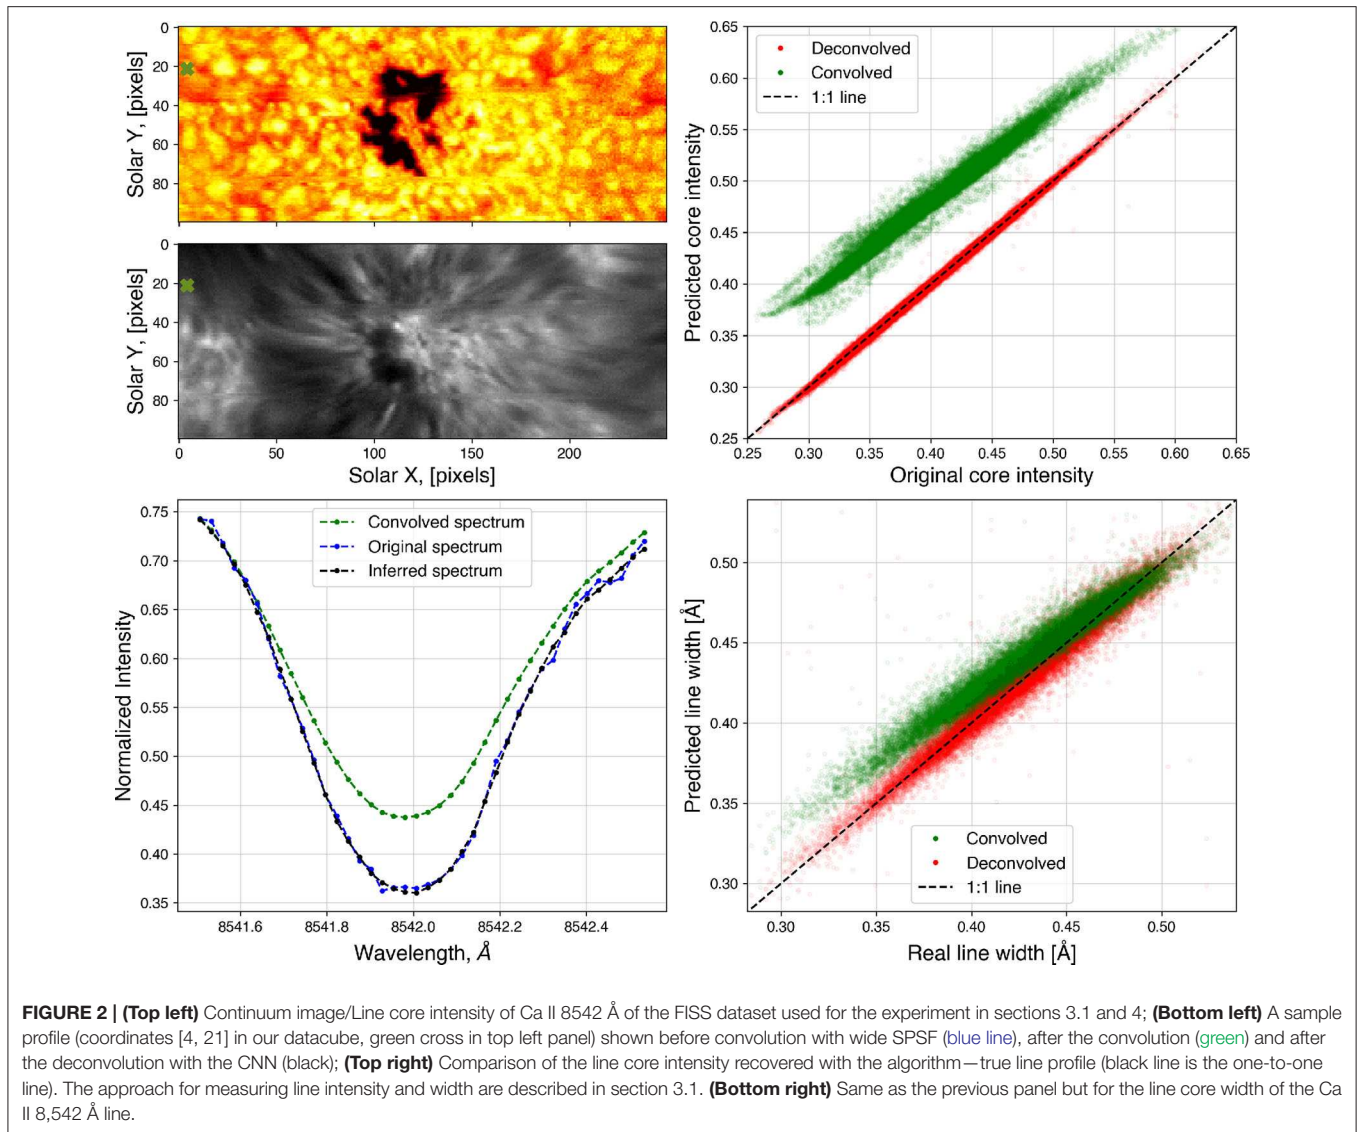 0
20
40
60
80
Solar Y, [pixels]
0
20
40
60
80
Solar Y, [pixels]
0
50
100
150
200
Solar X, [pixels]
0.65
0.60
0.55
0.50
0.45
0.40
0.35
0.30
0.25
Predicted core intensity
Deconvolved
Convolved
1:1 line
0.25
0.30
0.35
0.40
0.45
0.50
0.55
0.60
0.65
Original core intensity
0.75
0.70
0.65
0.60
0.55
0.50
0.45
0.40
0.35
Normalized Intensity
Convolved spectrum
Original spectrum
Inferred spectrum
8541.6
8541.8
8542.0
8542.2
8542.4
Wavelength, Å
0.50
0.45
0.40
0.35
0.30
Predicted line width [Å]
Convolved
Deconvolved
1:1 line
0.30
0.35
0.40
0.45
0.50
Real line width [Å]
FIGURE 2 | (Top left) Continuum image/Line core intensity of Ca II 8542 Å of the FISS dataset used for the experiment in sections 3.1 and 4; (Bottom left) A sample
profile (coordinates [4, 21] in our datacube, green cross in top left panel) shown before convolution with wide SPSF (blue line), after the convolution (green) and after
the deconvolution with the CNN (black); (Top right) Comparison of the line core intensity recovered with the algorithm—true line profile (black line is the one-to-one
line). The approach for measuring line intensity and width are described in section 3.1. (Bottom right) Same as the previous panel but for the line core width of the Ca
II 8,542 Å line.